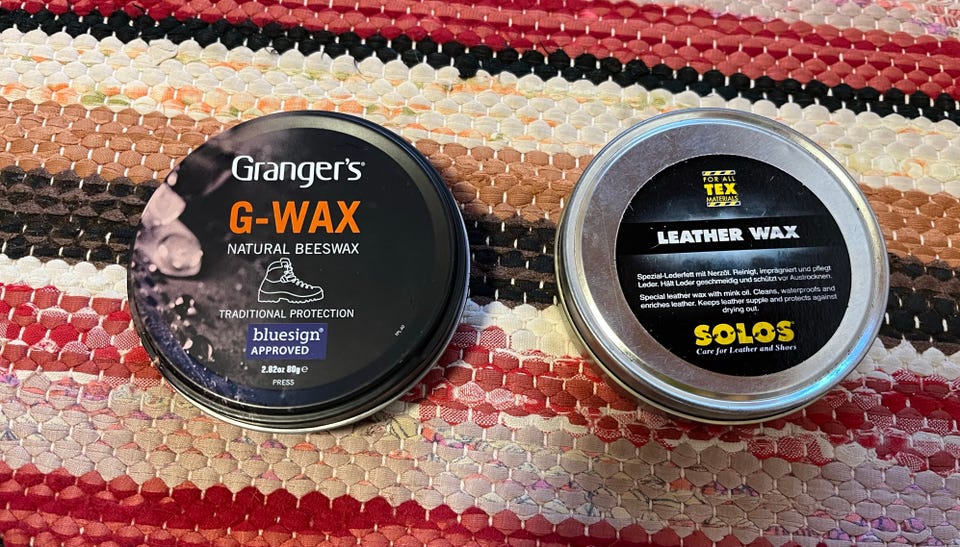 Granger's®
G-WAX
NATURAL BEESWAX
TRADITIONAL PROTECTION
bluesign®
APPROVED
2.82oz 80g℮
PRESS
FOR ALL
TEX
MATERIALS
LEATHER WAX
Spezial-Lederfett mit Nerzöl. Reinigt, imprägniert und pflegt
Leder. Hält Leder geschmeidig und schützt vor Austrocknen.
Special leather wax with mink oil. Cleans, waterproofs and
enriches leather. Keeps leather supple and protects against
drying out.
SOLOS
Care for Leather and Shoes